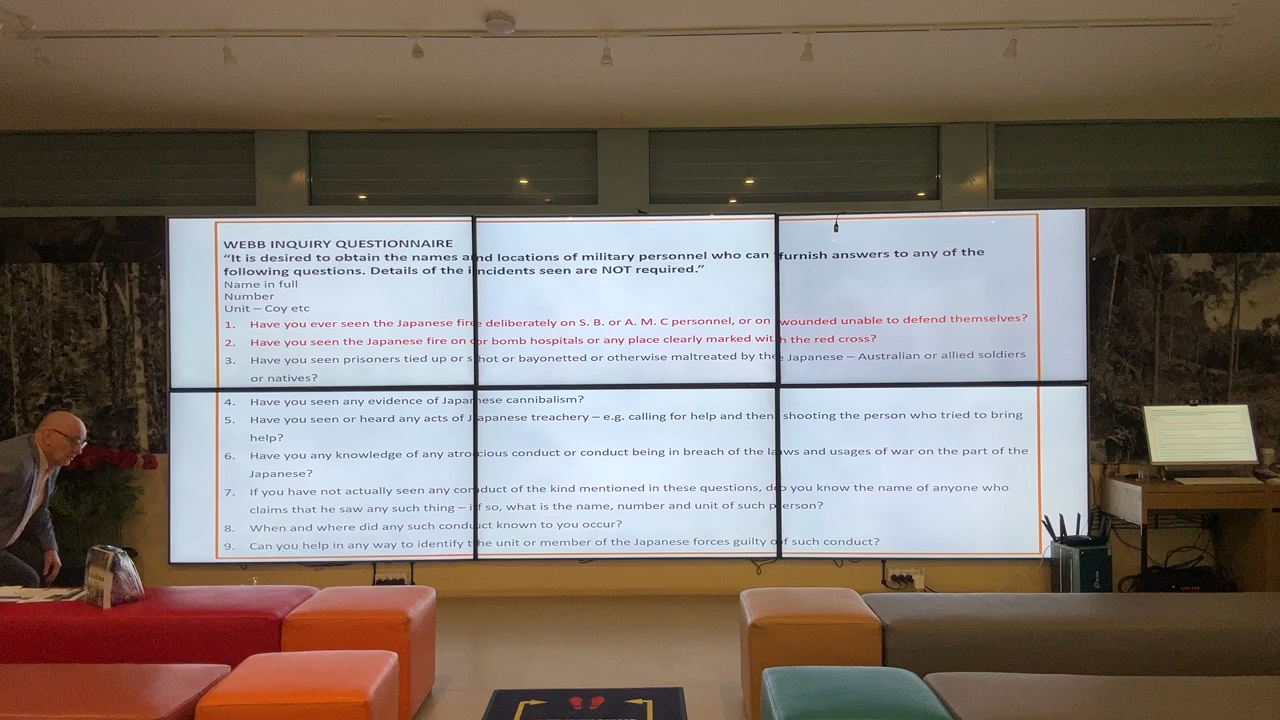 WEBB INQUIRY QUESTIONNAIRE
“It is desired to obtain the names and locations of military personnel who can furnish answers to any of the
following questions. Details of the incidents seen are NOT required.”
Name in full
Number
Unit – Coy etc
1. Have you ever seen the Japanese fire deliberately on S. B. or A. M. C personnel, or on wounded unable to defend themselves?
2. Have you seen the Japanese fire on or bomb hospitals or any place clearly marked with the red cross?
3. Have you seen prisoners tied up or shot or bayonetted or otherwise maltreated by the Japanese – Australian or allied soldiers
or natives?
4. Have you seen any evidence of Japanese cannibalism?
5. Have you seen or heard any acts of Japanese treachery – e.g. calling for help and then shooting the person who tried to bring
help?
6. Have you any knowledge of any atrocious conduct or conduct being in breach of the laws and usages of war on the part of the
Japanese?
7. If you have not actually seen any conduct of the kind mentioned in these questions, do you know the name of anyone who
claims that he saw any such thing – if so, what is the name, number and unit of such person?
8. When and where did any such conduct known to you occur?
9. Can you help in any way to identify the unit or member of the Japanese forces guilty of such conduct?